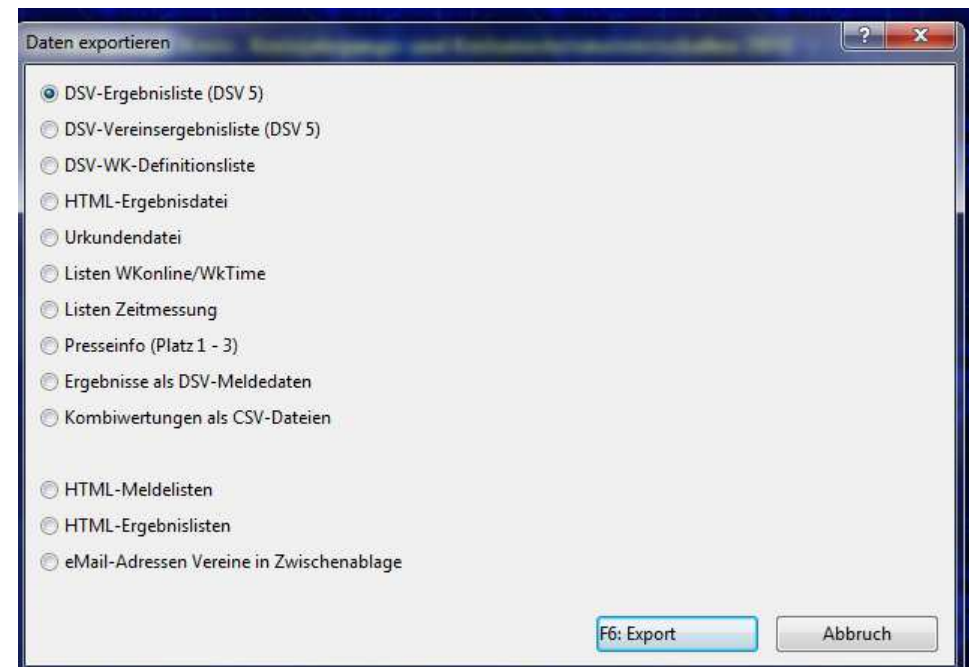 Daten exportieren
?
X
DSV-Ergebnisliste (DSV 5)
DSV-Vereinsergebnisliste (DSV 5)
DSV-WK-Definitionsliste
HTML-Ergebnisdatei
Urkundendatei
Listen WKonline/WkTime
Listen Zeitmessung
Presseinfo (Platz 1 - 3)
Ergebnisse als DSV-Meldedaten
Kombiwertungen als CSV-Dateien
HTML-Meldelisten
HTML-Ergebnislisten
eMail-Adressen Vereine in Zwischenablage
F6: Export
Abbruch